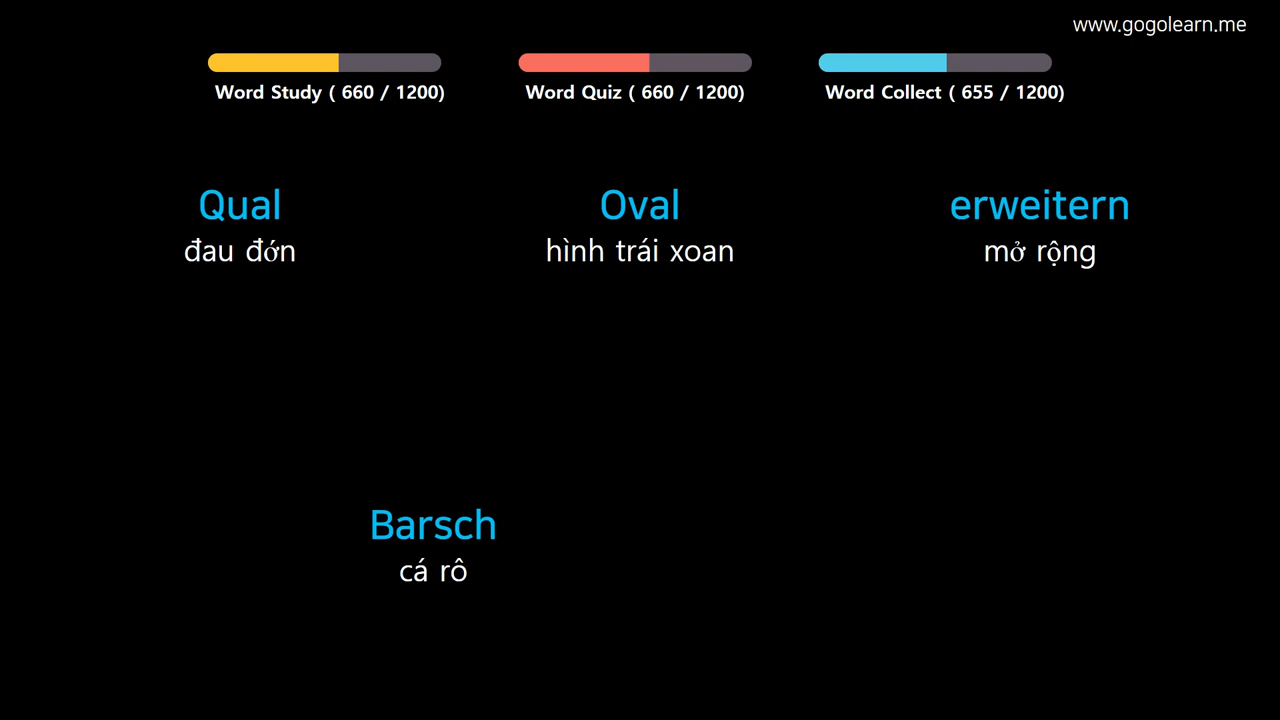 www.gogolearn.me
Word Study ( 660 / 1200)
Word Quiz ( 660 / 1200)
Word Collect ( 655 / 1200)
Qual
đau đớn
Oval
hình trái xoan
erweitern
mở rộng
Barsch
cá rô